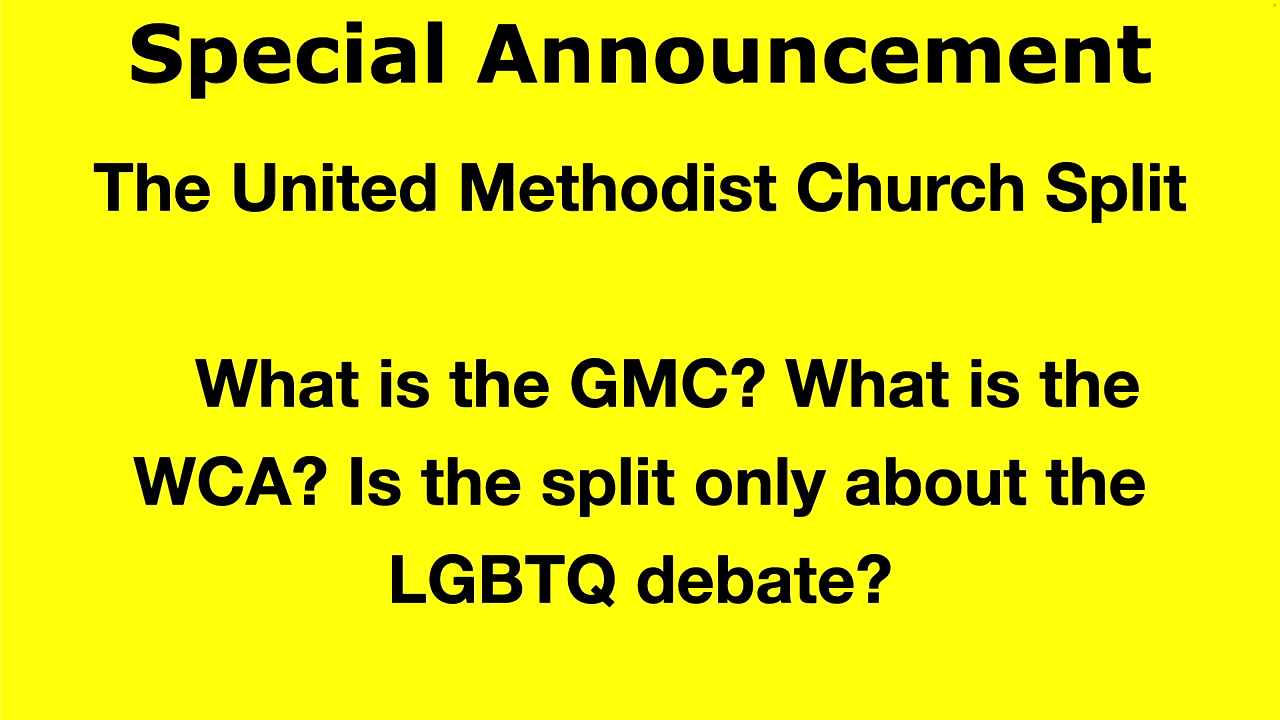 Special Announcement
The United Methodist Church Split
What is the GMC? What is the
WCA? Is the split only about the
LGBTQ debate?